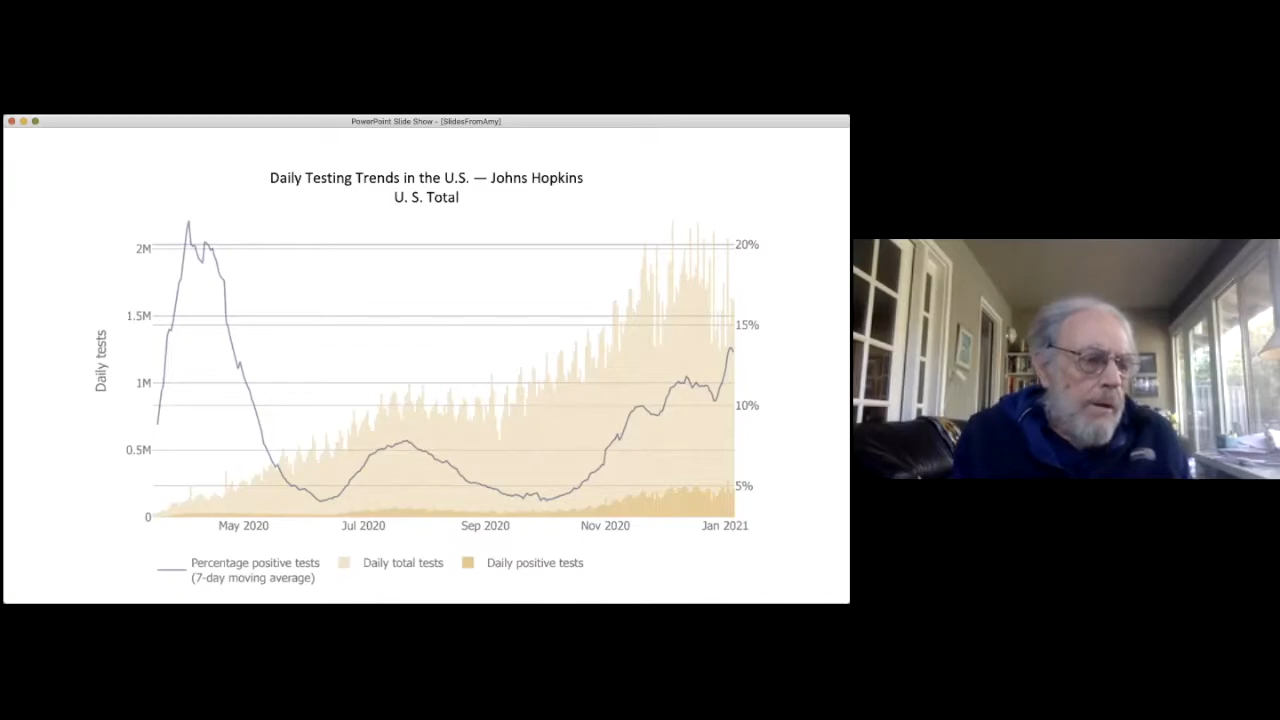 PowerPoint Slide Show - [SlidesFromAmy]
Daily Testing Trends in the U.S. — Johns Hopkins
U. S. Total
Daily tests
2M
1.5M
1M
0.5M
0
20%
15%
10%
5%
May 2020
Jul 2020
Sep 2020
Nov 2020
Jan 2021
Percentage positive tests
(7-day moving average)
Daily total tests
Daily positive tests